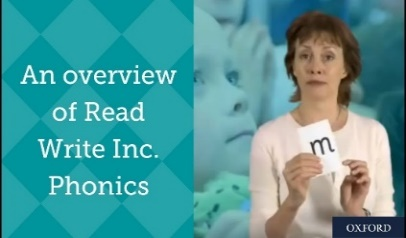 An overview
of Read
Write Inc.
Phonics
m
OXFORD